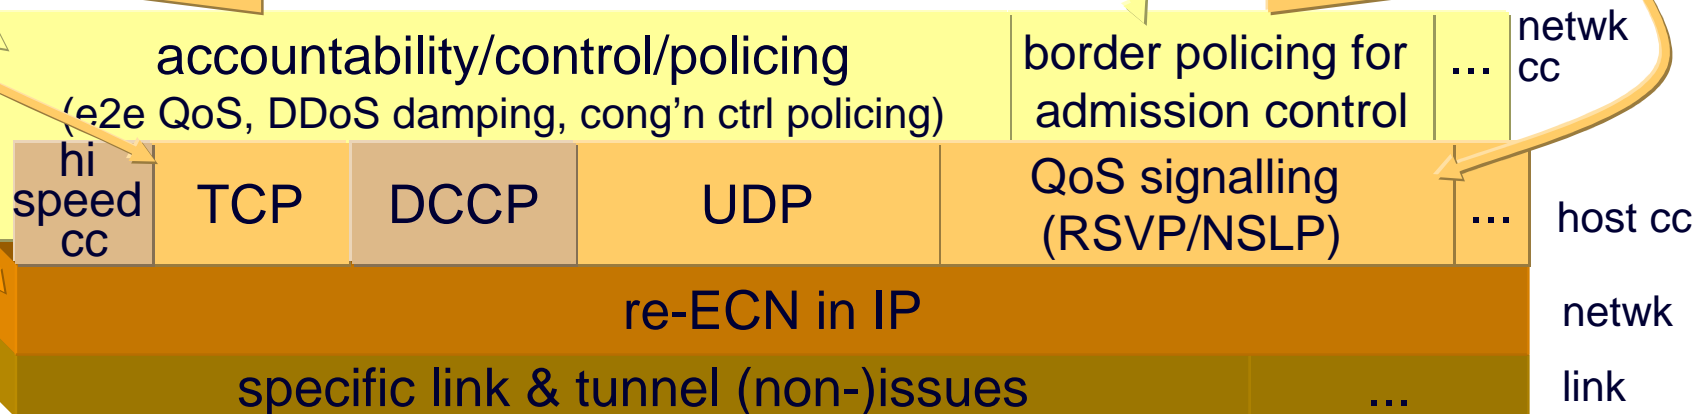 accountability/control/policing
(e2e QoS, DDoS damping, cong'n ctrl policing)
border policing for
admission control
...
netwk
cc
hi
speed
cc
TCP
DCCP
UDP
QoS signalling
(RSVP/NSLP)
...
host cc
re-ECN in IP
netwk
specific link & tunnel (non-)issues
...
link